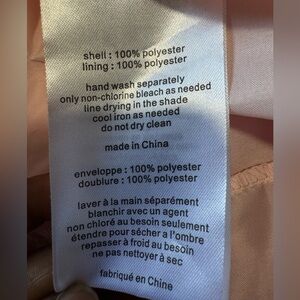 shell : 100% polyester
lining : 100% polyester
hand wash separately
only non-chlorine bleach as needed
line drying in the shade
cool iron as needed
do not dry clean
made in China
enveloppe : 100% polyester
doublure : 100% polyester
laver à la main séparément
blanchir avec un agent
non chloré au besoin seulement
étendre pour sécher a l'ombre
repasser à froid au besoin
ne pas nettoyer à sec
fabriqué en Chine